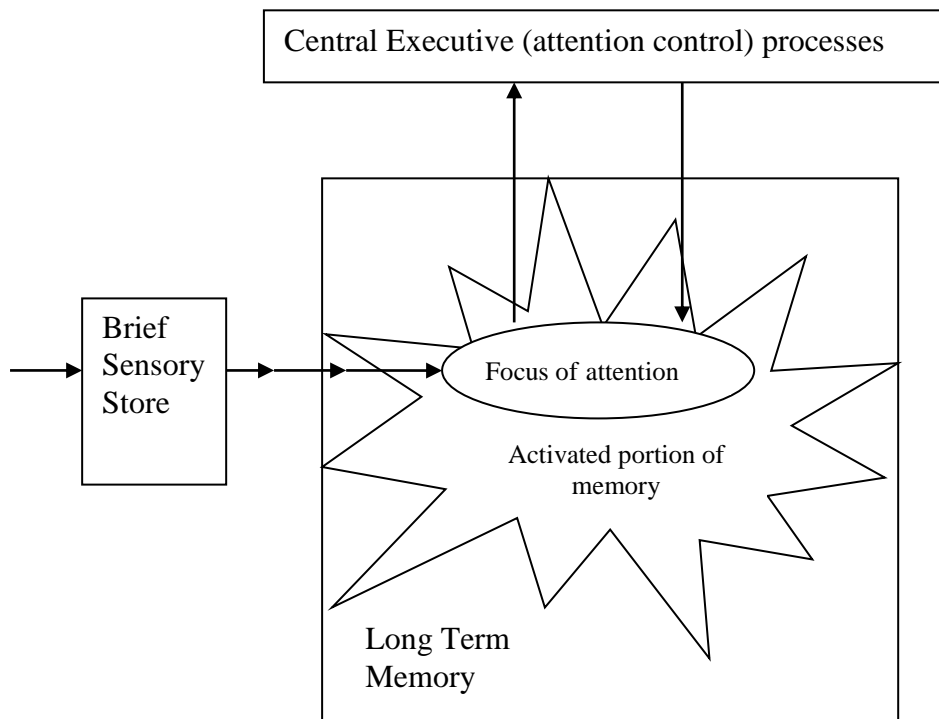 Central Executive (attention control) processes
Brief
Sensory
Store
Focus of attention
Activated portion of
memory
Long Term
Memory